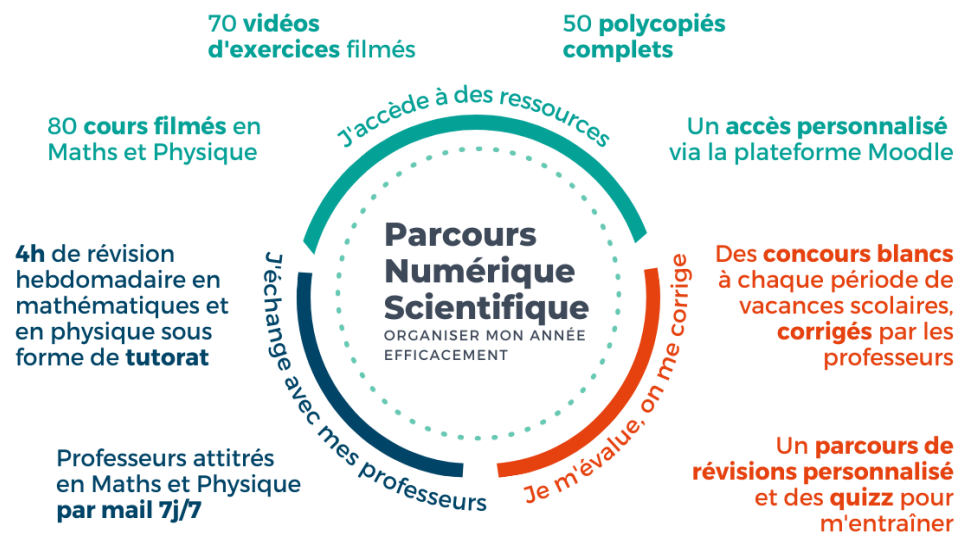 70 vidéos
d'exercices filmés
50 polycopiés
complets
J'accède à des ressources
80 cours filmés en
Maths et Physique
Un accès personnalisé
via la plateforme Moodle
Parcours
Numérique
Scientifique
ORGANISER MON ANNÉE
EFFICACEMENT
4h de révision
hebdomadaire en
mathématiques et
en physique sous
forme de tutorat
J'échange avec mes professeurs
Professeurs attitrés
en Maths et Physique
par mail 7j/7
Je m'évalue, on me corrige
Des concours blancs
à chaque période de
vacances scolaires,
corrigés par les
professeurs
Un parcours de
révisions personnalisé
et des quizz pour
m'entraîner